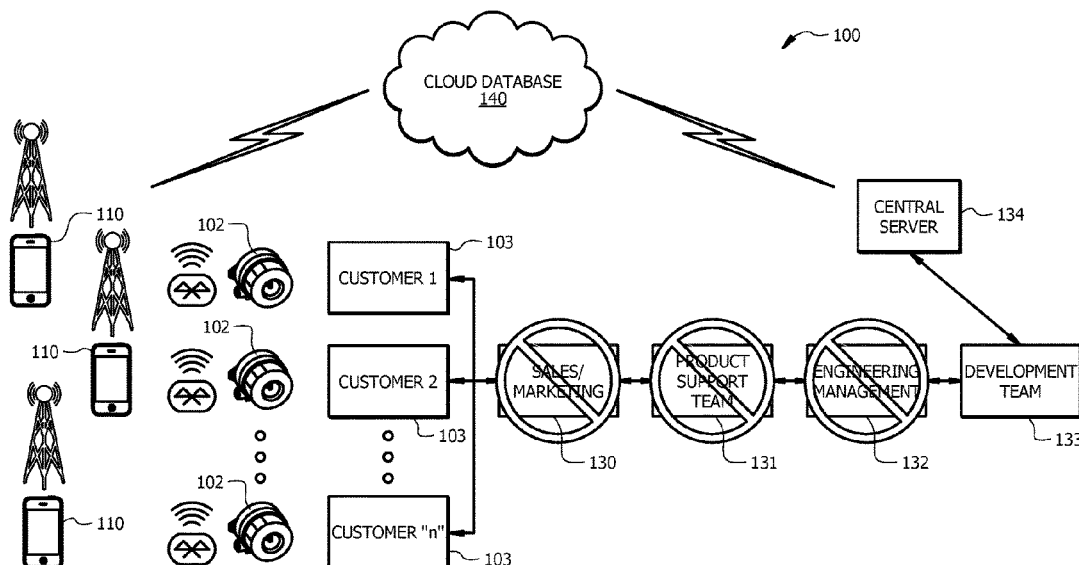 100
CLOUD DATABASE
140
110
102
103
CENTRAL
SERVER
134
CUSTOMER 1
110
102
CUSTOMER 2
103
SALES/
MARKETING
130
PRODUCT
SUPPORT
TEAM
131
ENGINEERING
MANAGEMENT
132
DEVELOPMENT
TEAM
133
102
110
CUSTOMER "n"
103